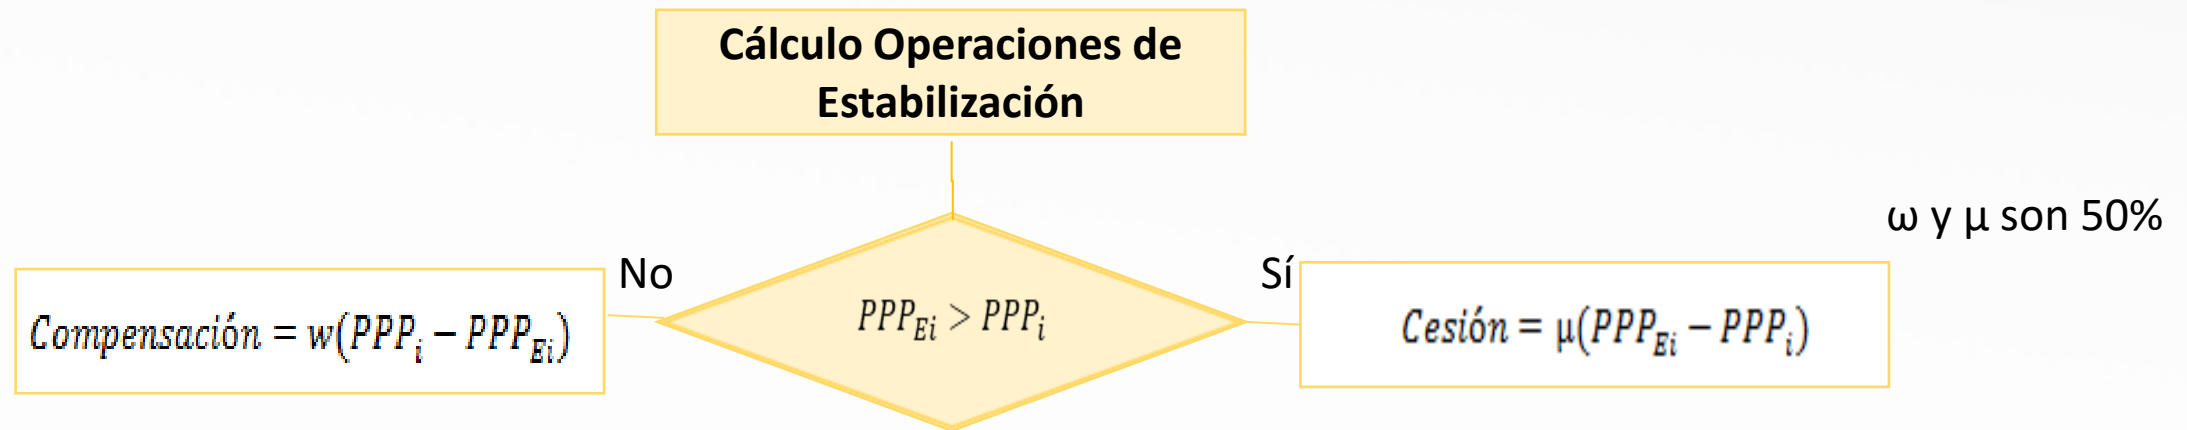 Cálculo Operaciones de
Estabilización
ω y μ son 50%
No
Sí
Compensación = w(PPP_i − PPP_Ei)
PPP_Ei > PPP_i
Cesión = μ(PPP_Ei − PPP_i)